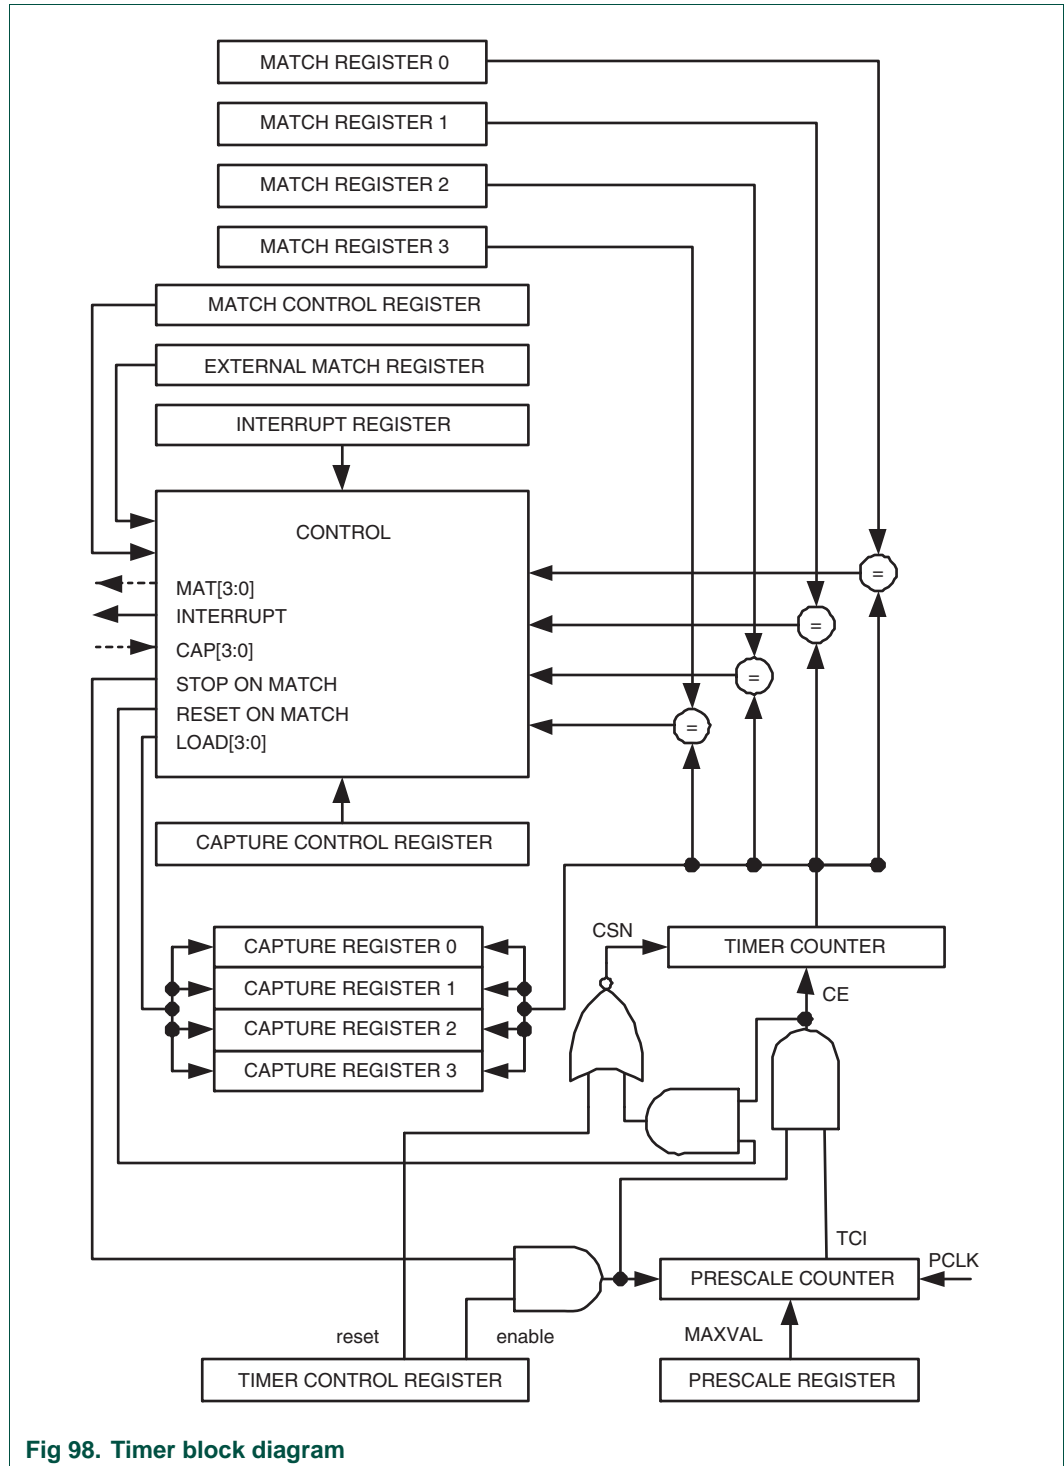 MATCH REGISTER 0
MATCH REGISTER 1
MATCH REGISTER 2
MATCH REGISTER 3
MATCH CONTROL REGISTER
EXTERNAL MATCH REGISTER
INTERRUPT REGISTER
CONTROL
MAT[3:0]
INTERRUPT
CAP[3:0]
STOP ON MATCH
RESET ON MATCH
LOAD[3:0]
=
=
=
=
CAPTURE CONTROL REGISTER
CSN
TIMER COUNTER
CAPTURE REGISTER 0
CAPTURE REGISTER 1
CAPTURE REGISTER 2
CAPTURE REGISTER 3
CE
TCI
PCLK
PRESCALE COUNTER
reset
enable
MAXVAL
TIMER CONTROL REGISTER
PRESCALE REGISTER
Fig 98. Timer block diagram